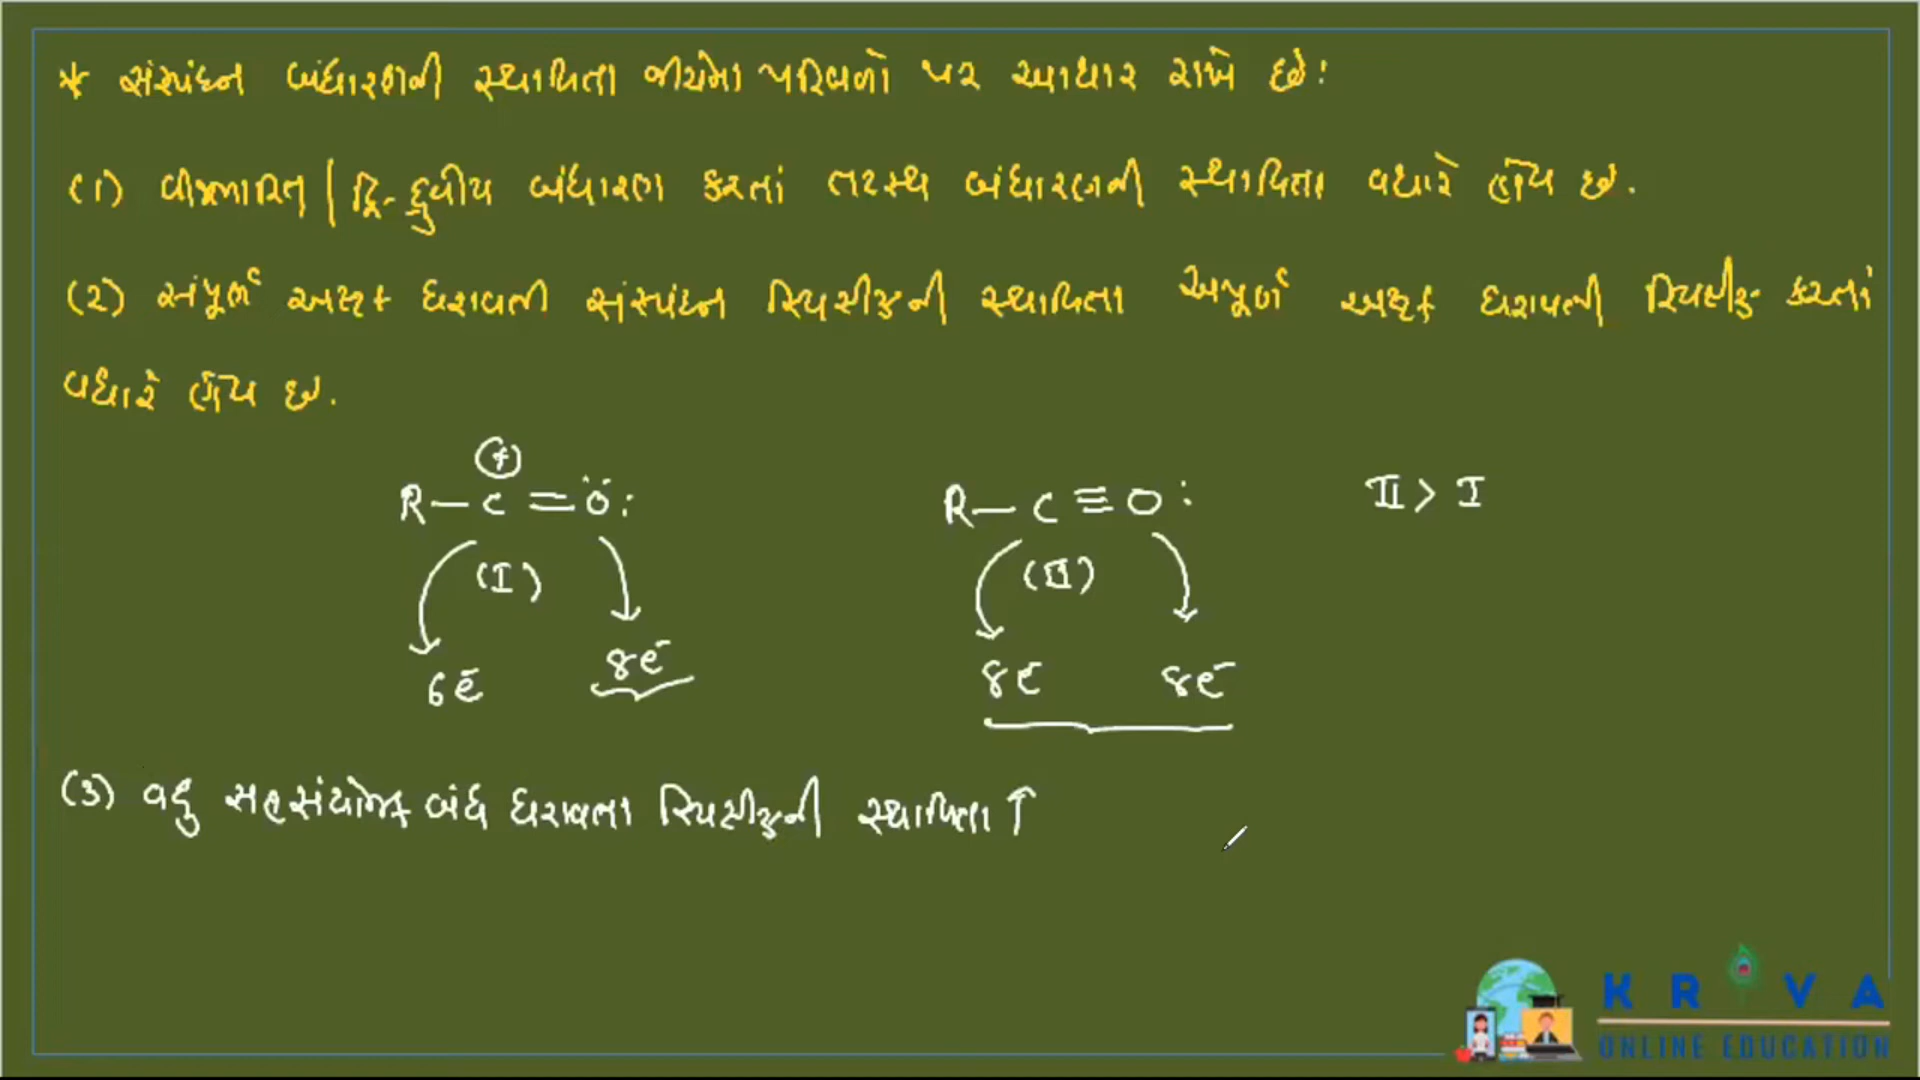 * સંસ્પંદન બંધારણની સ્થાયિતા નીચેના પરિબળો પર આધાર રાખે છે:
(1) વીજભારિત | દ્વિ-ધ્રુવીય બંધારણ કરતાં તટસ્થ બંધારણની સ્થાયિતા વધારે હોય છે.
(2) સંપૂર્ણ અષ્ટક ધરાવતી સંસ્પંદન સ્પિસીઝની સ્થાયિતા અપૂર્ણ અષ્ટક ધરાવતી સ્પિસીઝ કરતાં
વધારે હોય છે.
⊕
R — C = Ö: R — C ≡ O: II > I
(I) (II)
6e⁻ 8e⁻ 8e⁻ 8e⁻
(3) વધુ સહસંયોજક બંધ ધરાવતા સ્પિસીઝની સ્થાયિતા ↑
KRIVA
ONLINE EDUCATION